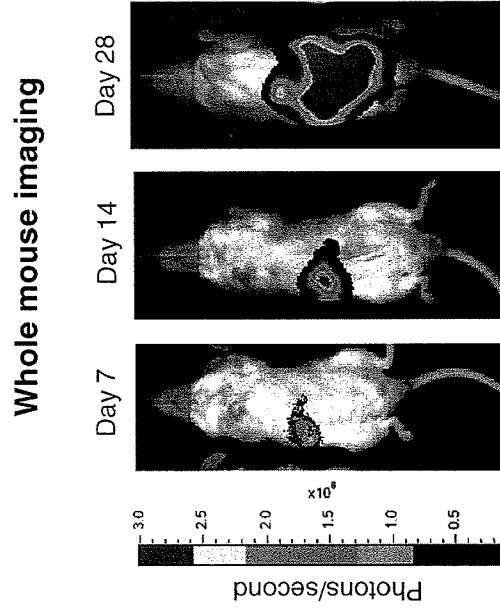 Whole mouse imaging
Day 7
Day 14
Day 28
3.0
2.5
2.0
1.5
1.0
0.5
x10⁶
Photons/second